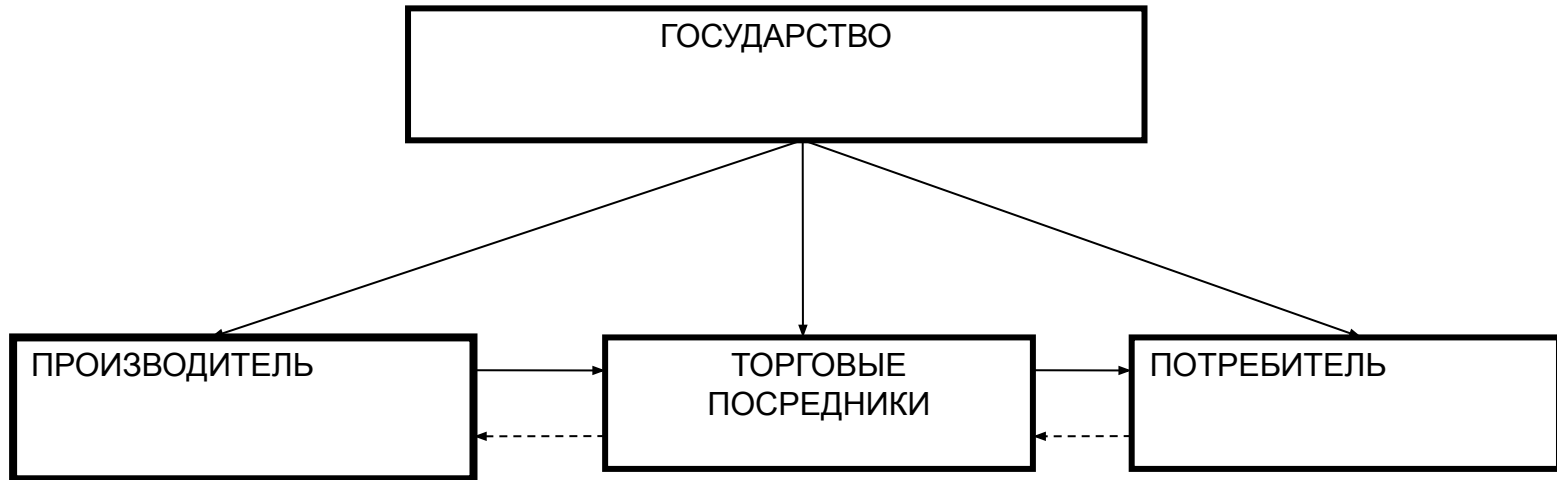 ГОСУДАРСТВО
ПРОИЗВОДИТЕЛЬ
ТОРГОВЫЕ
ПОСРЕДНИКИ
ПОТРЕБИТЕЛЬ